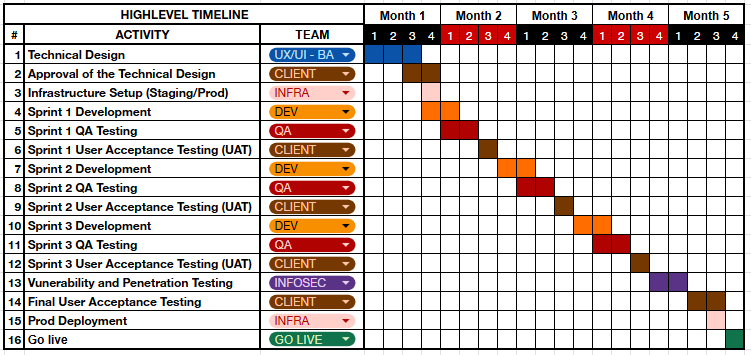 HIGHLEVEL TIMELINE Month 1 Month 2 Month 3 Month 4 Month 5
# ACTIVITY TEAM 1 2 3 4 1 2 3 4 1 2 3 4 1 2 3 4 1 2 3 4
1 Technical Design UX/UI - BA
2 Approval of the Technical Design CLIENT
3 Infrastructure Setup (Staging/Prod) INFRA
4 Sprint 1 Development DEV
5 Sprint 1 QA Testing QA
6 Sprint 1 User Acceptance Testing (UAT) CLIENT
7 Sprint 2 Development DEV
8 Sprint 2 QA Testing QA
9 Sprint 2 User Acceptance Testing (UAT) CLIENT
10 Sprint 3 Development DEV
11 Sprint 3 QA Testing QA
12 Sprint 3 User Acceptance Testing (UAT) CLIENT
13 Vunerability and Penetration Testing INFOSEC
14 Final User Acceptance Testing CLIENT
15 Prod Deployment INFRA
16 Go live GO LIVE